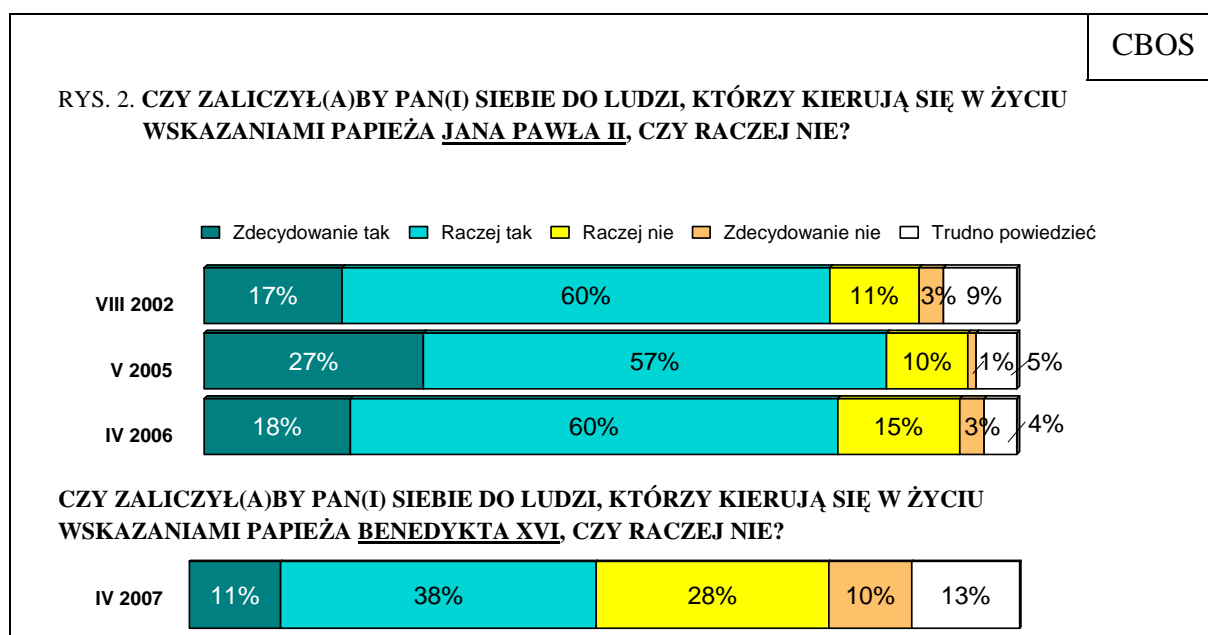 CBOS
RYS. 2. CZY ZALICZYŁ(A)BY PAN(I) SIEBIE DO LUDZI, KTÓRZY KIERUJĄ SIĘ W ŻYCIU
WSKAZANIAMI PAPIEŻA JANA PAWŁA II, CZY RACZEJ NIE?
Zdecydowanie tak Raczej tak Raczej nie Zdecydowanie nie Trudno powiedzieć
VIII 2002 17% 60% 11% 3% 9%
V 2005 27% 57% 10% 1% 5%
IV 2006 18% 60% 15% 3% 4%
CZY ZALICZYŁ(A)BY PAN(I) SIEBIE DO LUDZI, KTÓRZY KIERUJĄ SIĘ W ŻYCIU
WSKAZANIAMI PAPIEŻA BENEDYKTA XVI, CZY RACZEJ NIE?
IV 2007 11% 38% 28% 10% 13%